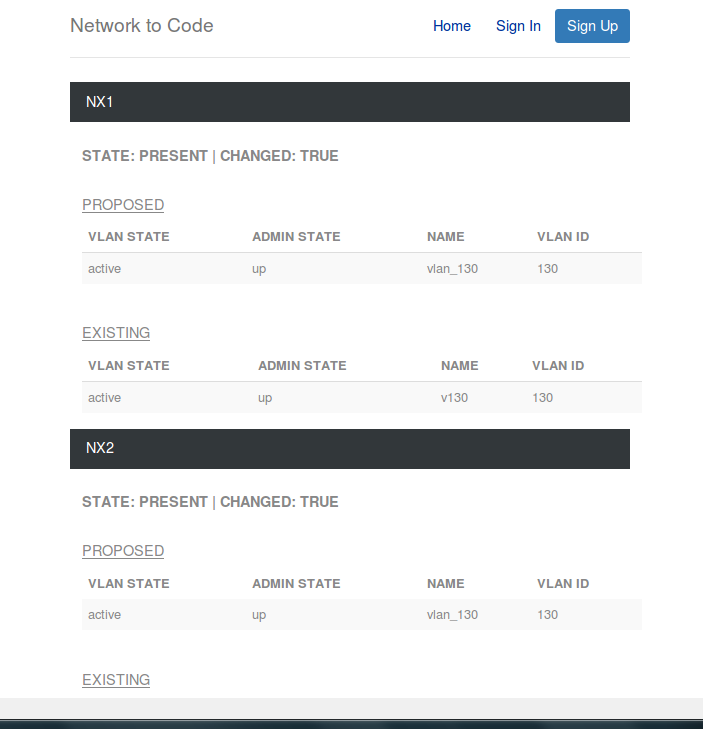 Network to Code Home Sign In Sign Up
NX1
STATE: PRESENT | CHANGED: TRUE
PROPOSED
VLAN STATE ADMIN STATE NAME VLAN ID
active up vlan_130 130
EXISTING
VLAN STATE ADMIN STATE NAME VLAN ID
active up v130 130
NX2
STATE: PRESENT | CHANGED: TRUE
PROPOSED
VLAN STATE ADMIN STATE NAME VLAN ID
active up vlan_130 130
EXISTING